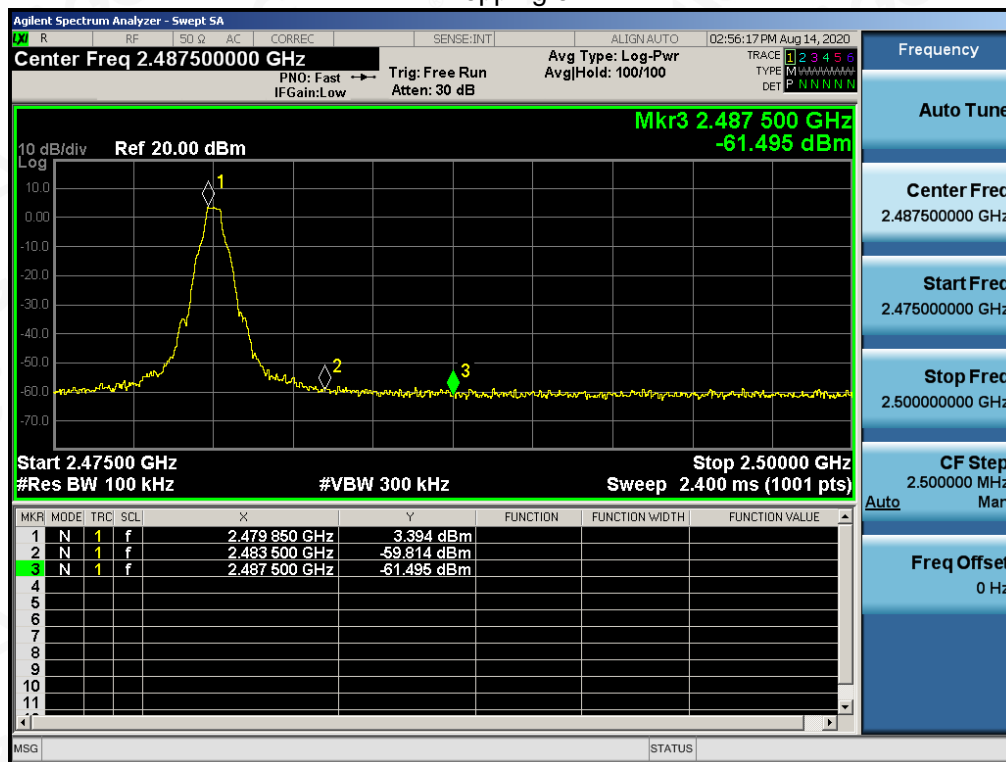 Agilent Spectrum Analyzer - Swept SA
LXI R RF 50 Ω AC CORREC SENSE:INT ALIGN AUTO 02:56:17 PM Aug 14, 2020
Center Freq 2.487500000 GHz
PNO: Fast
IFGain:Low
Trig: Free Run
Atten: 30 dB
Avg Type: Log-Pwr
Avg|Hold: 100/100
TRACE 1 2 3 4 5 6
TYPE M W W W W W
DET P N N N N N
Mkr3 2.487 500 GHz
-61.495 dBm
10 dB/div Ref 20.00 dBm
Log
10.0
0.00
-10.0
-20.0
-30.0
-40.0
-50.0
-60.0
-70.0
1
2
3
Start 2.47500 GHz Stop 2.50000 GHz
#Res BW 100 kHz #VBW 300 kHz Sweep 2.400 ms (1001 pts)
MKR MODE TRC SCL X Y FUNCTION FUNCTION WIDTH FUNCTION VALUE
1 N 1 f 2.479 850 GHz 3.394 dBm
2 N 1 f 2.483 500 GHz -59.814 dBm
3 N 1 f 2.487 500 GHz -61.495 dBm
4
5
6
7
8
9
10
11
MSG STATUS
Frequency
Auto Tune
Center Freq
2.487500000 GHz
Start Freq
2.475000000 GHz
Stop Freq
2.500000000 GHz
CF Step
2.500000 MHz
Auto Man
Freq Offset
0 Hz